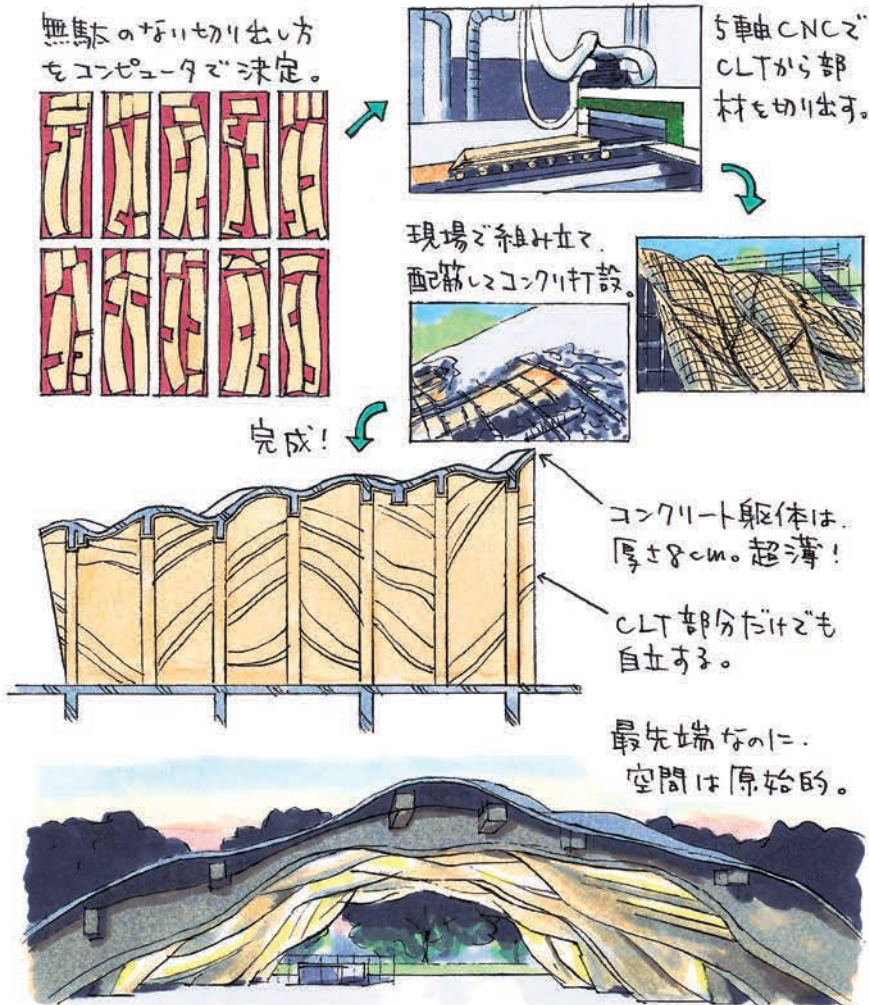 無駄のない切り出し方
をコンピュータで決定。
5軸CNCで
CLTから部
材を切り出す。
現場で組み立て、
配筋してコンクリ打設。
完成！
コンクリート躯体は、
厚さ8cm。超薄！
CLT部分だけでも
自立する。
最先端なのに、
空間は原始的。